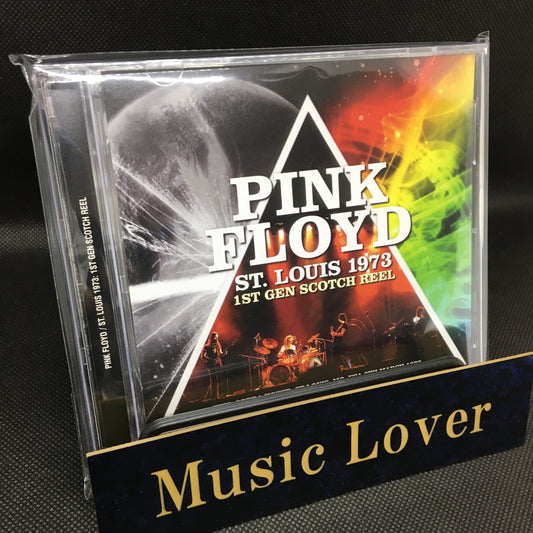 PINK FLOYD / ST. LOUIS 1973: 1ST GEN SCOTCH REEL
PINK
FLOYD
ST. LOUIS 1973
1ST GEN SCOTCH REEL
Music Lover